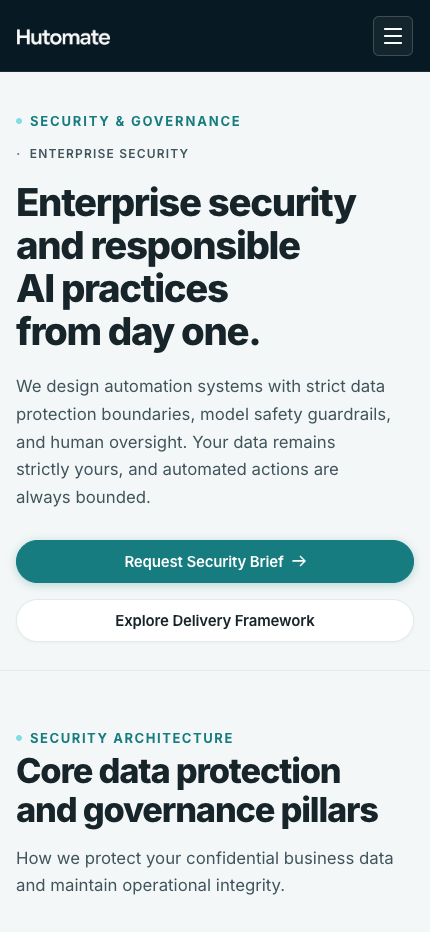 Hutomate
SECURITY & GOVERNANCE
· ENTERPRISE SECURITY
Enterprise security
and responsible
AI practices
from day one.
We design automation systems with strict data
protection boundaries, model safety guardrails,
and human oversight. Your data remains
strictly yours, and automated actions are
always bounded.
Request Security Brief →
Explore Delivery Framework
SECURITY ARCHITECTURE
Core data protection
and governance pillars
How we protect your confidential business data
and maintain operational integrity.